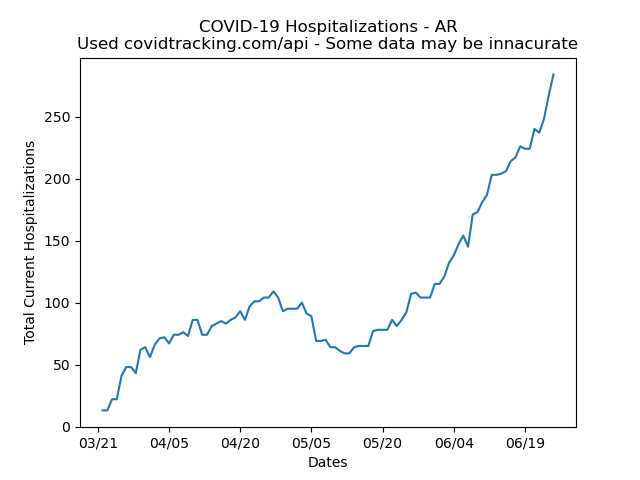 COVID-19 Hospitalizations - AR
Used covidtracking.com/api - Some data may be innacurate
Total Current Hospitalizations
250
200
150
100
50
0
03/21 04/05 04/20 05/05 05/20 06/04 06/19
Dates